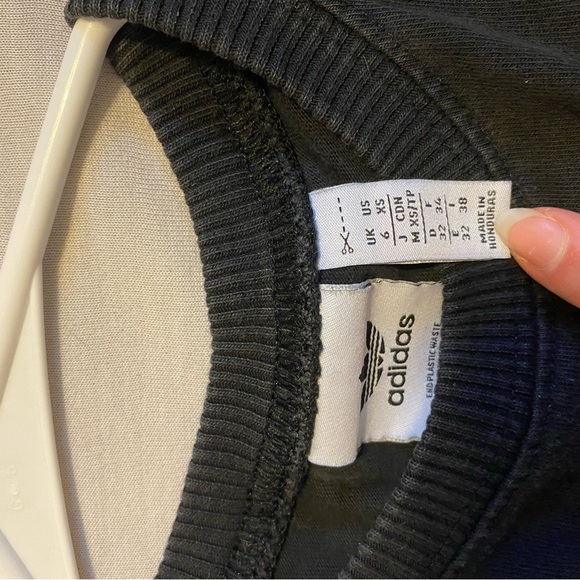 UK US
6 XS
J CDN
M XS/TP
D F
32 34
E I
32 38
MADE IN
HONDURAS
adidas
END PLASTIC WASTE